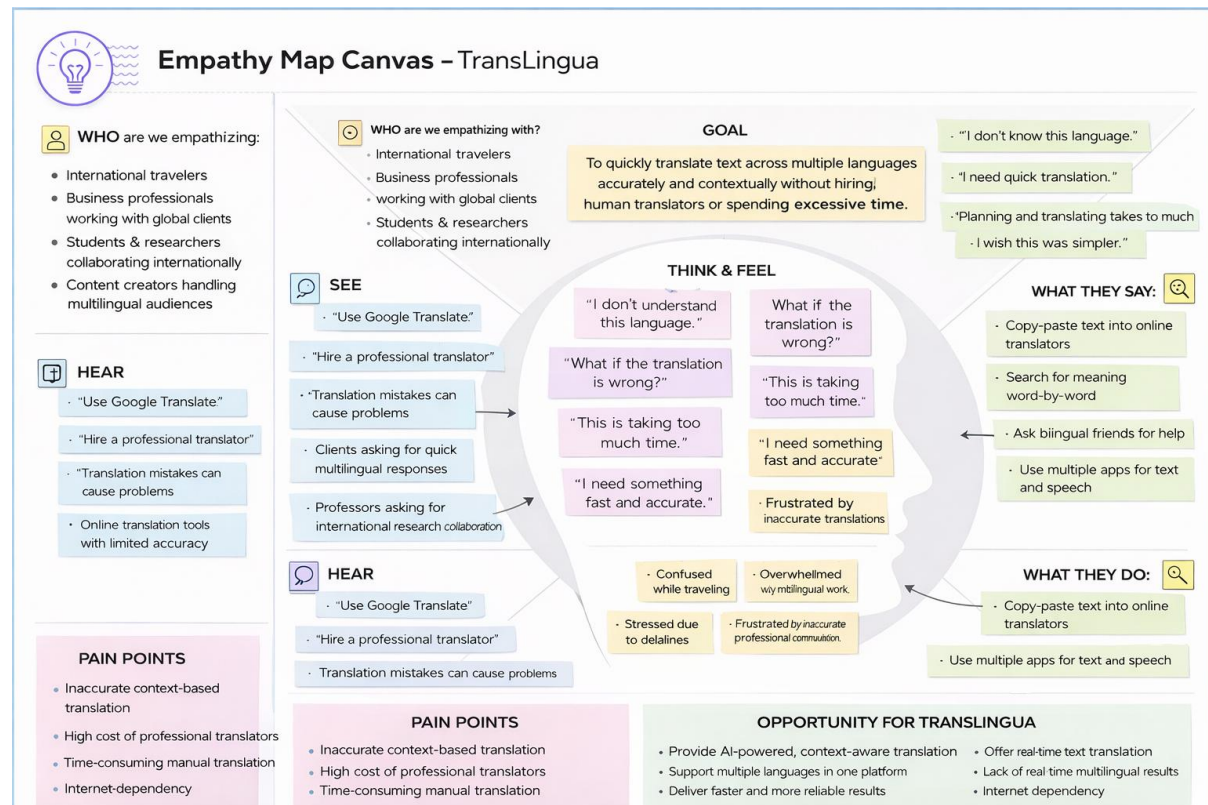 Empathy Map Canvas – TransLingua
WHO are we empathizing:
• International travelers
• Business professionals
working with global clients
• Students & researchers
collaborating internationally
• Content creators handling
multilingual audiences
HEAR
· "Use Google Translate."
· "Hire a professional translator"
· "Translation mistakes can
cause problems
· Online translation tools
with limited accuracy
PAIN POINTS
• Inaccurate context-based
translation
• High cost of professional translators
• Time-consuming manual translation
• Internet-dependency
WHO are we empathizing with?
· International travelers
· Business professionals
· working with global clients
· Students & researchers
collaborating internationally
GOAL
To quickly translate text across multiple languages
accurately and contextually without hiring,
human translators or spending excessive time.
· "'I don't know this language."
· "I need quick translation."
· "Planning and translating takes to much
· I wish this was simpler."
SEE
· "Use Google Translate."
· "Hire a professional translator"
· "Translation mistakes can
cause problems
· Clients asking for quick
multilingual responses
· Professors asking for
international research collaboration
THINK & FEEL
"I don't understand
this language."
"What if the translation
is wrong?"
"This is taking too
much time."
"I need something
fast and accurate."
What if the
translation is
wrong?"
"This is taking
too much time."
"I need something
fast and accurate"
· Frustrated by
inaccurate translations
· Confused
while traveling
· Overwhellmed
mltilingual work.
· Stressed due
to delalines
· Frustrated by inaccurate
professional
WHAT THEY SAY:
· Copy-paste text into online
translators
· Search for meaning
word-by-word
· Ask biingual friends for help
· Use multiple apps for text
and speech
HEAR
· "Use Google Translate"
· "Hire a professional translator"
· Translation mistakes can cause problems
WHAT THEY DO:
· Copy-paste text into online
translators
· Use multiple apps for text and speech
PAIN POINTS
• Inaccurate context-based translation
• High cost of professional translators
• Time-consuming manual translation
OPPORTUNITY FOR TRANSLINGUA
• Provide AI-powered, context-aware translation
• Support multiple languages in one platform
• Deliver faster and more reliable results
• Offer real-time text translation
• Lack of real-time multilingual results
• Internet dependency